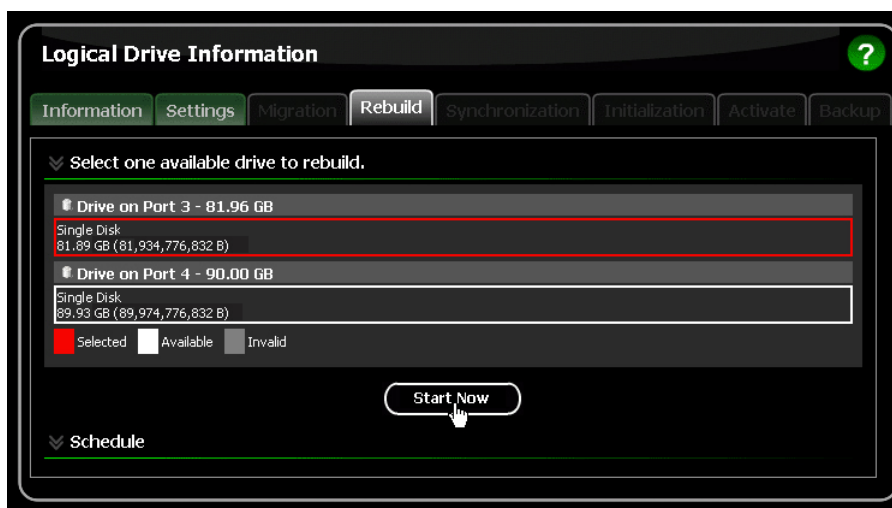 Logical Drive Information
?
Information Settings Migration Rebuild Synchronization Initialization Activate Backup
Select one available drive to rebuild.
Drive on Port 3 - 81.96 GB
Single Disk
81.89 GB (81,934,776,832 B)
Drive on Port 4 - 90.00 GB
Single Disk
89.93 GB (89,974,776,832 B)
Selected Available Invalid
Start Now
Schedule